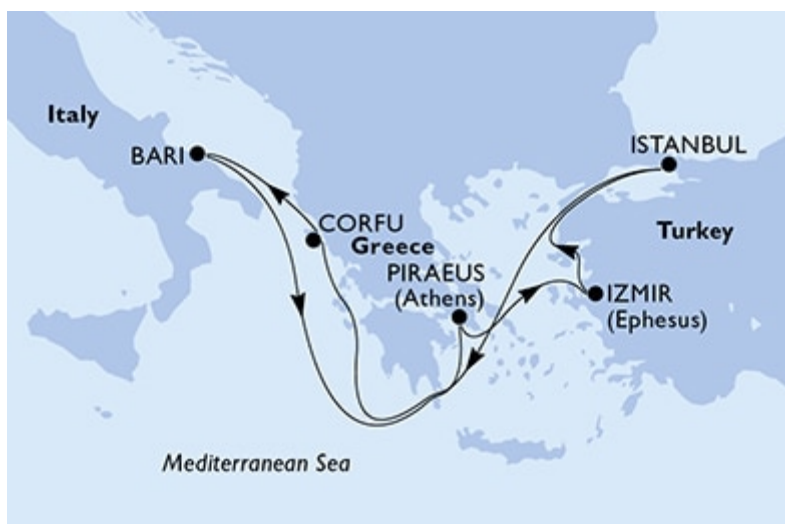 Italy
BARI
ISTANBUL
CORFU
Greece
Turkey
PIRAEUS
(Athens)
IZMIR
(Ephesus)
Mediterranean Sea